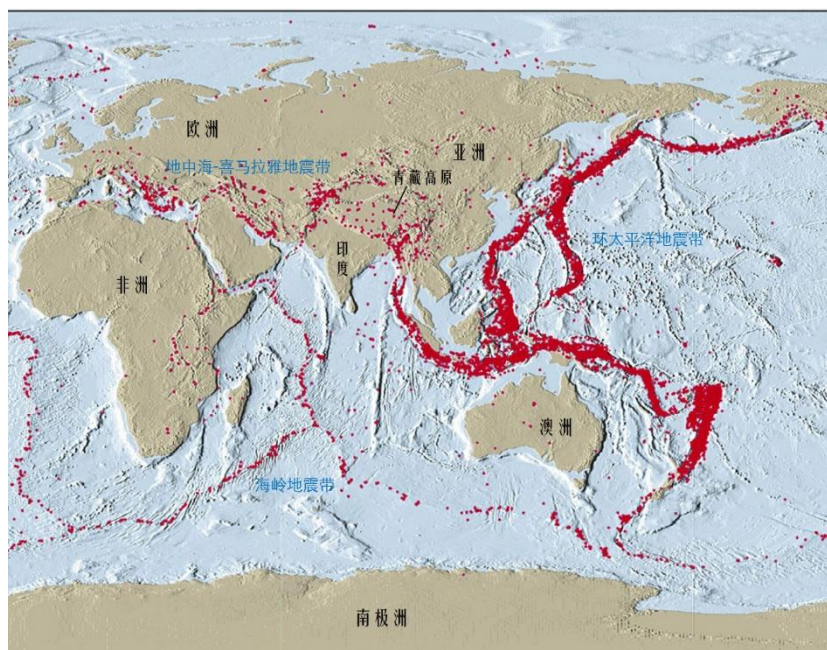 欧洲
亚洲
地中海-喜马拉雅地震带
青藏高原
环太平洋地震带
印度
非洲
澳洲
海岭地震带
南极洲